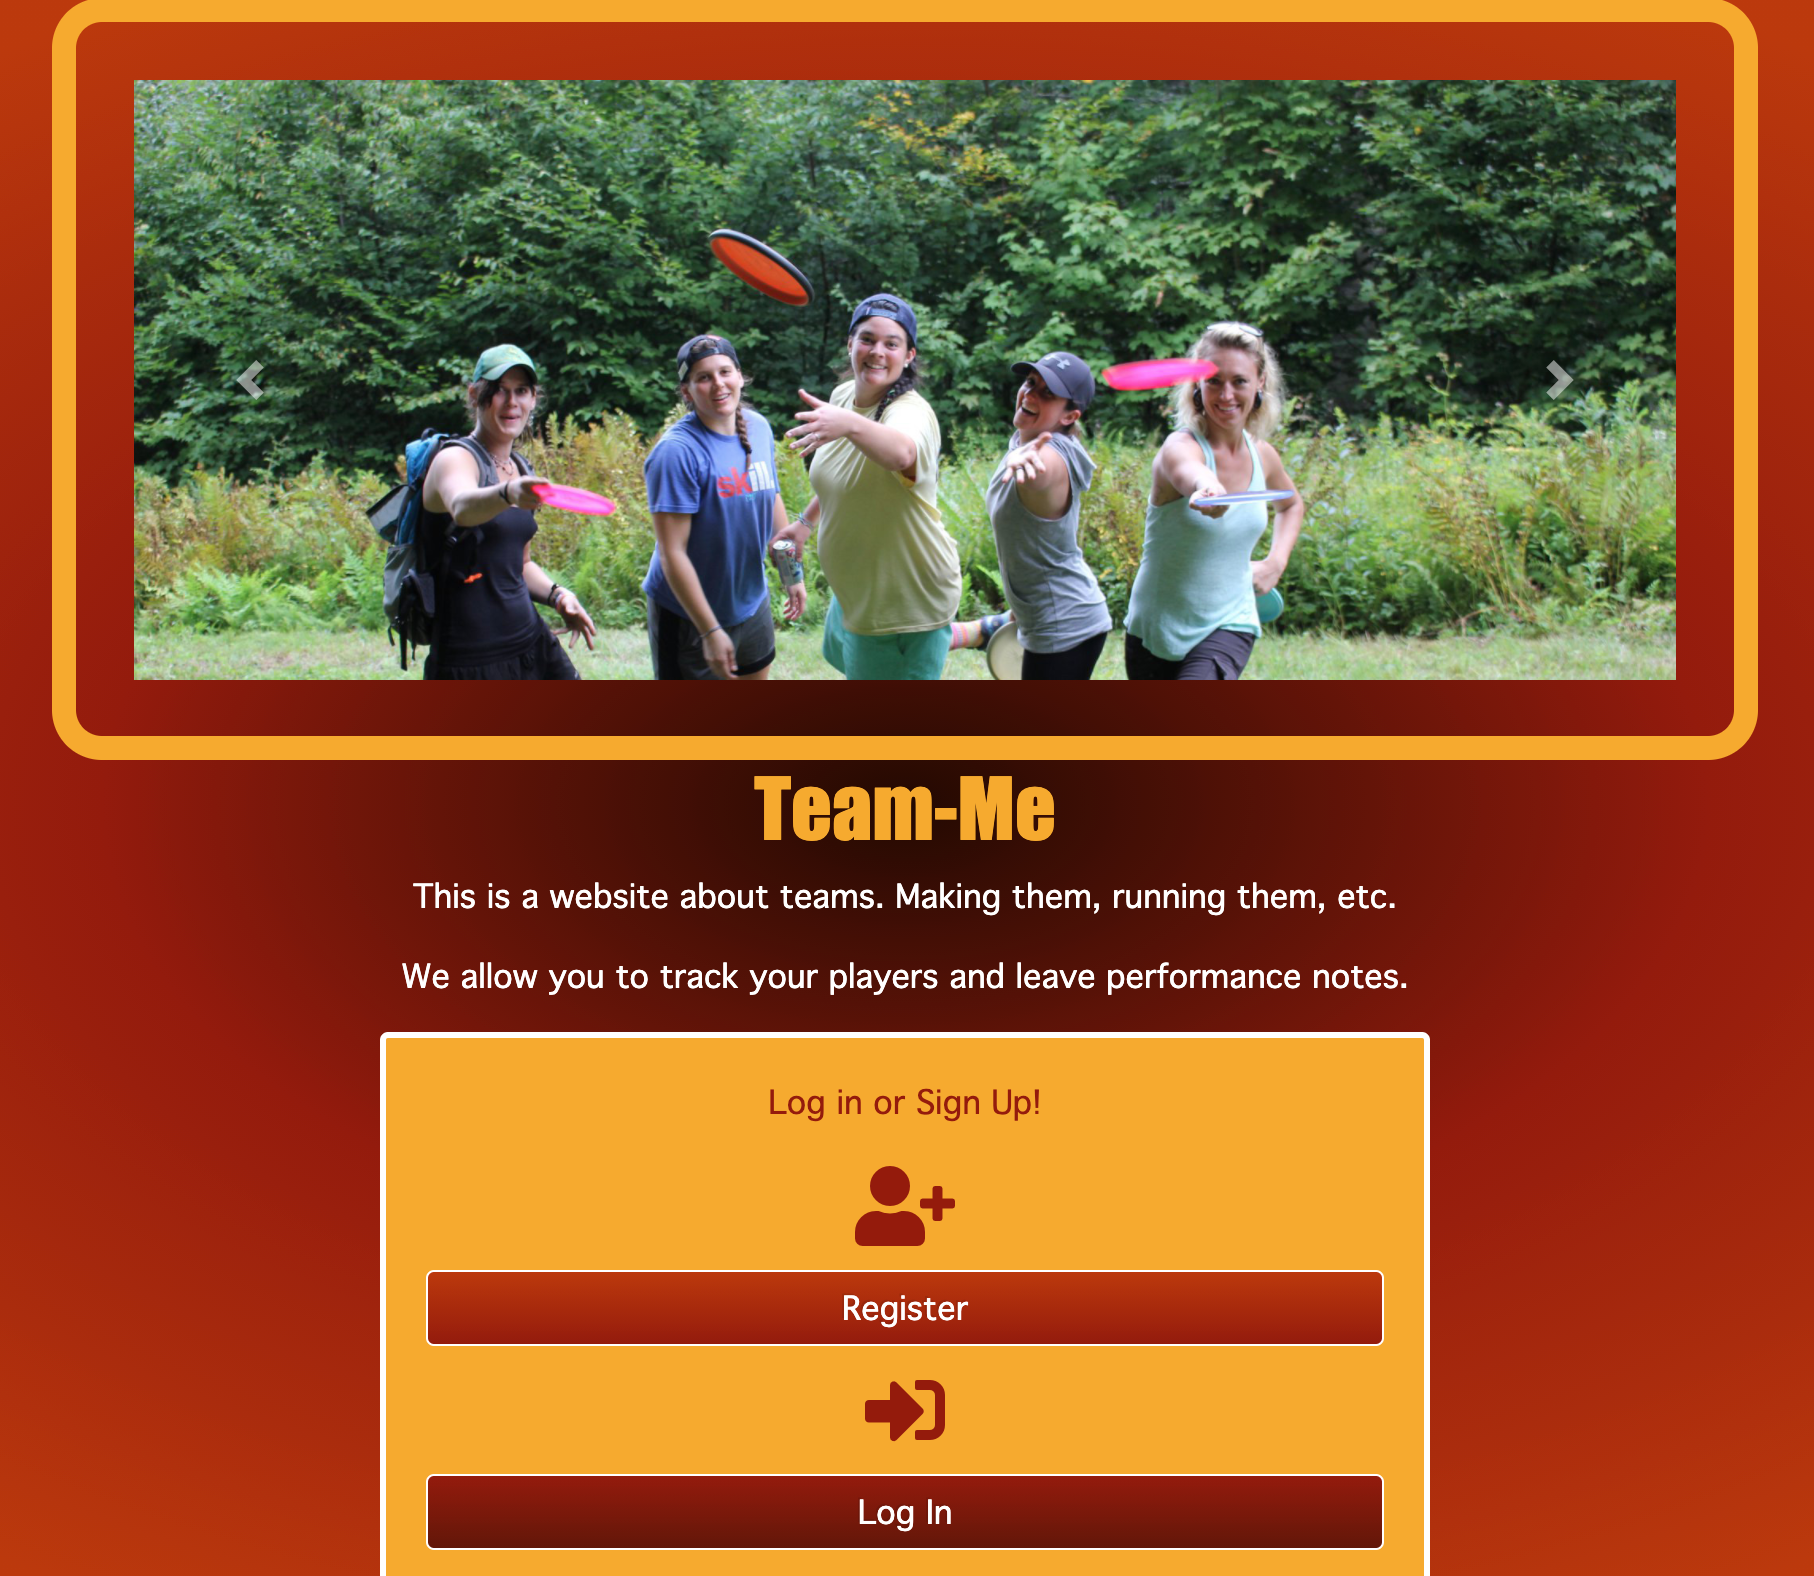 skill.
Team-Me
This is a website about teams. Making them, running them, etc.
We allow you to track your players and leave performance notes.
Log in or Sign Up!
Register
Log In